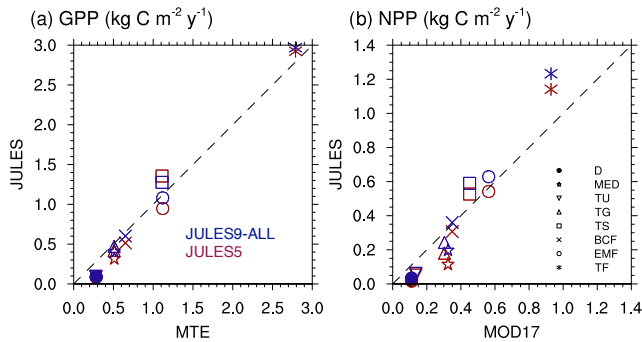 (a) GPP (kg C m⁻² y⁻¹)
3.0
2.5
2.0
1.5
1.0
0.5
0.0
JULES
JULES9-ALL
JULES5
0.0 0.5 1.0 1.5 2.0 2.5 3.0
MTE
(b) NPP (kg C m⁻² y⁻¹)
1.4
1.2
1.0
0.8
0.6
0.4
0.2
0.0
JULES
D
MED
TU
TG
TS
BCF
EMF
TF
0.0 0.2 0.4 0.6 0.8 1.0 1.2 1.4
MOD17